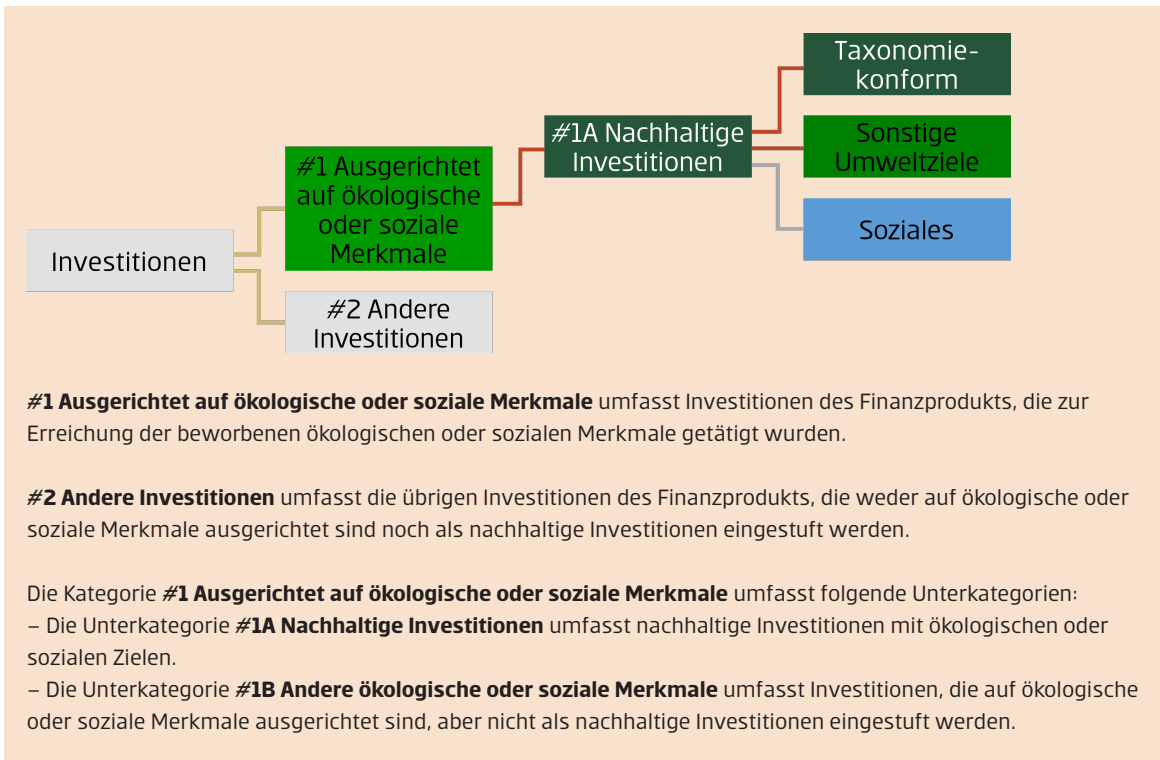 Taxonomie-
konform
#1A Nachhaltige
Investitionen
Sonstige
Umweltziele
#1 Ausgerichtet
auf ökologische
oder soziale
Merkmale
Soziales
Investitionen
#2 Andere
Investitionen
#1 Ausgerichtet auf ökologische oder soziale Merkmale umfasst Investitionen des Finanzprodukts, die zur
Erreichung der beworbenen ökologischen oder sozialen Merkmale getätigt wurden.
#2 Andere Investitionen umfasst die übrigen Investitionen des Finanzprodukts, die weder auf ökologische oder
soziale Merkmale ausgerichtet sind noch als nachhaltige Investitionen eingestuft werden.
Die Kategorie #1 Ausgerichtet auf ökologische oder soziale Merkmale umfasst folgende Unterkategorien:
– Die Unterkategorie #1A Nachhaltige Investitionen umfasst nachhaltige Investitionen mit ökologischen oder
sozialen Zielen.
– Die Unterkategorie #1B Andere ökologische oder soziale Merkmale umfasst Investitionen, die auf ökologische
oder soziale Merkmale ausgerichtet sind, aber nicht als nachhaltige Investitionen eingestuft werden.